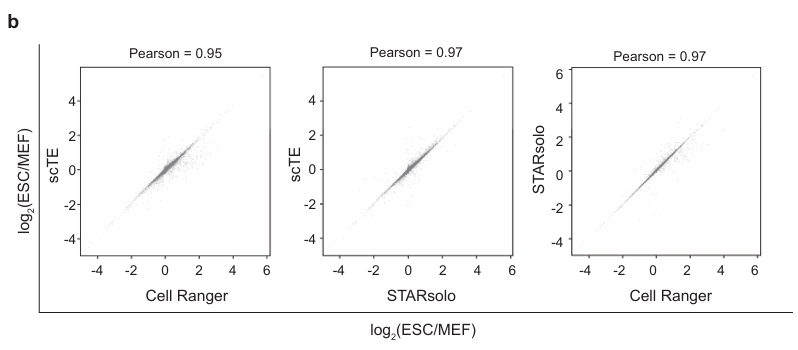 b
Pearson = 0.95
Pearson = 0.97
Pearson = 0.97
log2(ESC/MEF)
scTE
4
2
0
-2
-4
-4 -2 0 2 4 6
Cell Ranger
scTE
4
2
0
-2
-4
-4 -2 0 2 4 6
STARsolo
STARsolo
6
4
2
0
-2
-4
-4 -2 0 2 4 6
Cell Ranger
log2(ESC/MEF)